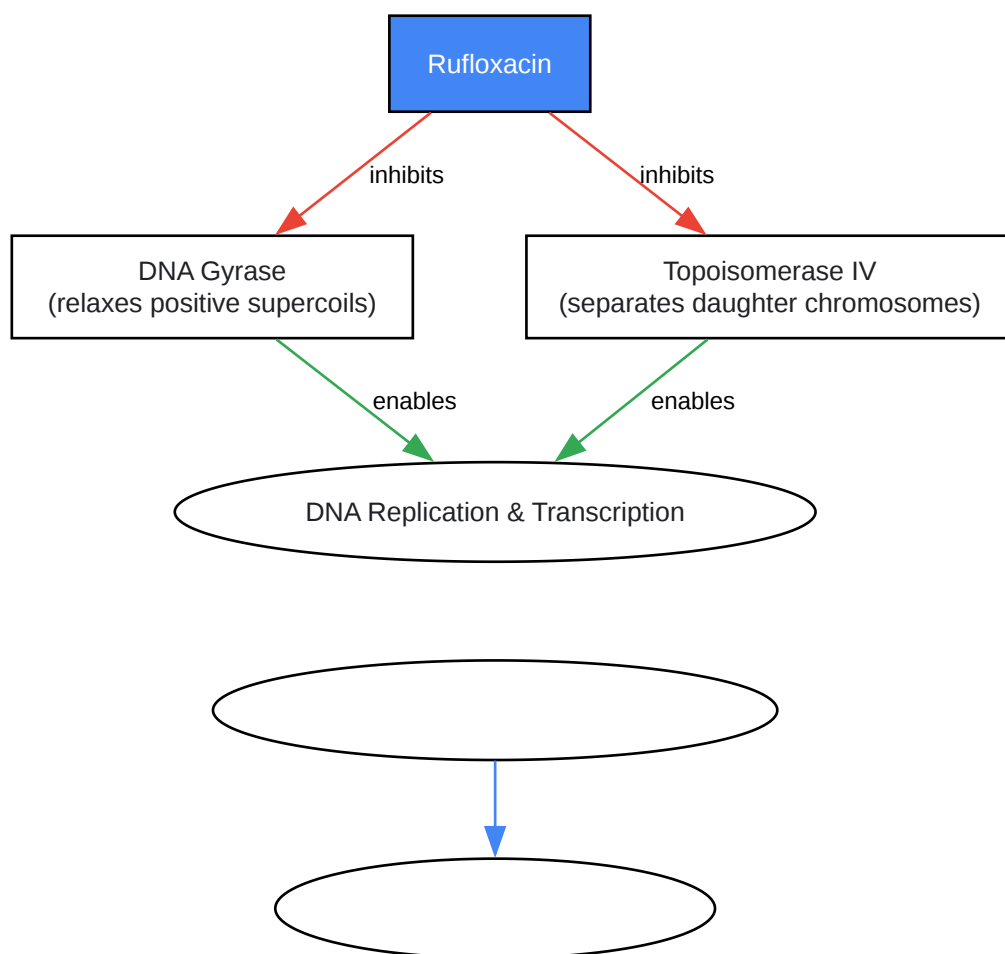 Rufloxacin
inhibits
inhibits
DNA Gyrase
(relaxes positive supercoils)
Topoisomerase IV
(separates daughter chromosomes)
enables
enables
DNA Replication & Transcription